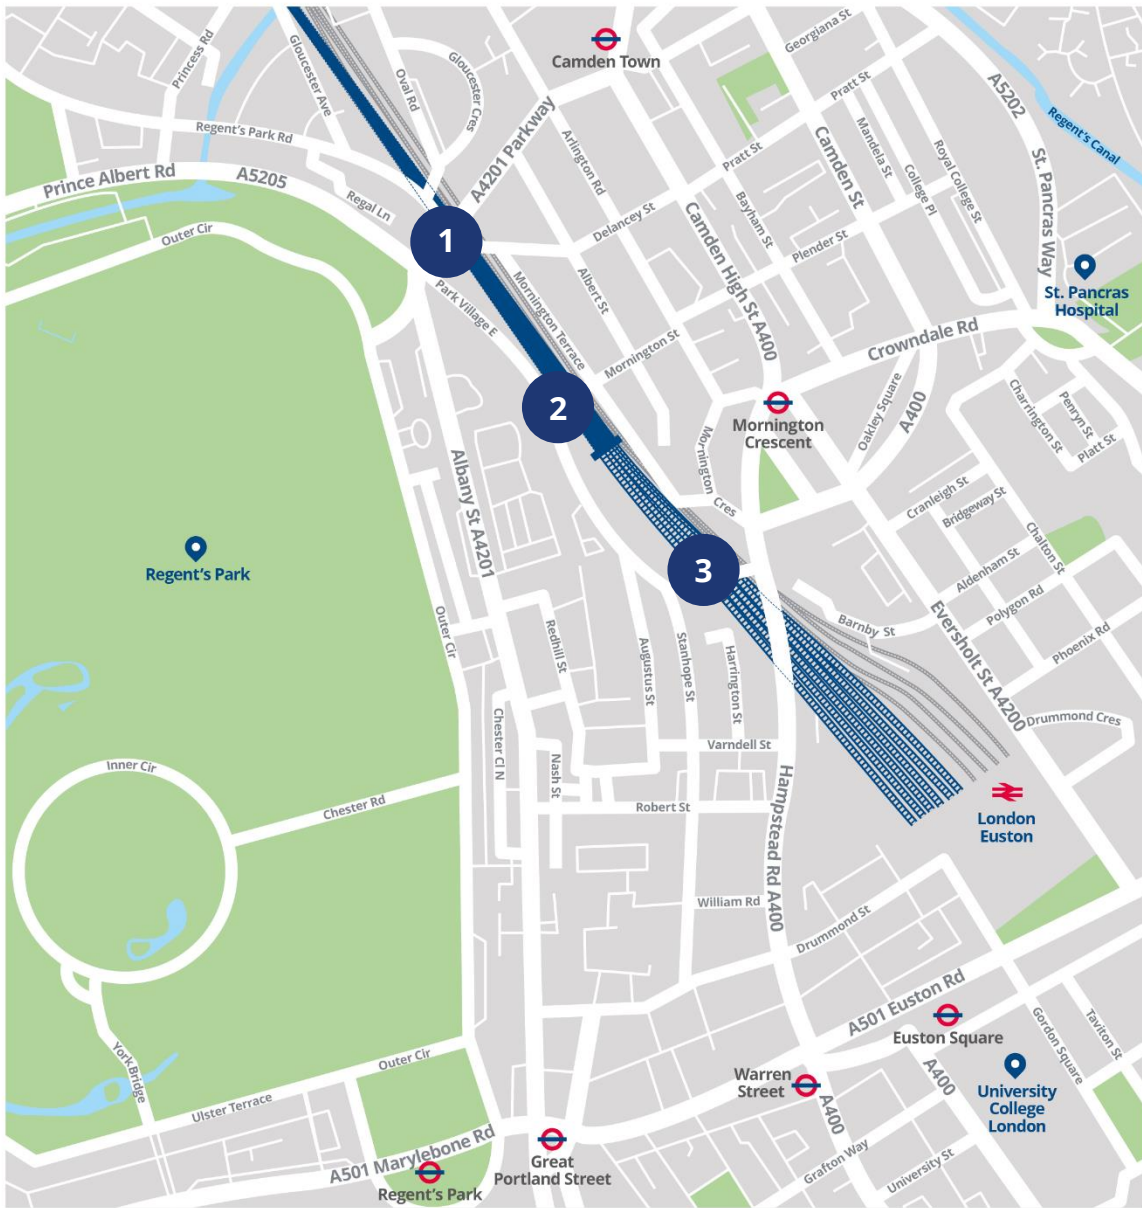 Camden Town
Georgiana St
Princess Rd
Gloucester Ave
Oval Rd
Gloucester Cres
Pratt St
A5202
Regent's Canal
Regent's Park Rd
A4201 Parkway
Arlington Rd
Pratt St
Camden St
Mandela St
College Pl
Royal College St
St. Pancras Way
Prince Albert Rd
A5205
Regal Ln
Outer Cir
Delancey St
Camden High St A400
Bayham St
Plender St
1
Park Village E
Mornington Terrace
Albert St
St. Pancras
Hospital
Mornington St
Crowndale Rd
2
Mornington
Crescent
Oakley Square
A400
Charrington St
Penryn St
Platt St
Mornington
Cres
Albany St A4201
Cranleigh St
Bridgeway St
Chalton St
3
Regent's Park
Aldenham St
Polygon Rd
Phoenix Rd
Barnby St
Eversholt St A4200
Outer Cir
Redhill St
Augustus St
Stanhope St
Harrington St
Drummond Cres
Chester Cl N
Nash St
Varndell St
Inner Cir
Chester Rd
Robert St
Hampstead Rd A400
London
Euston
William Rd
Drummond St
A501 Euston Rd
Euston Square
Gordon Square
Taviton St
York Bridge
Outer Cir
Ulster Terrace
Warren
Street
A400
A400
University
College
London
A501 Marylebone Rd
Great
Portland Street
Regent's Park
Grafton Way
University St